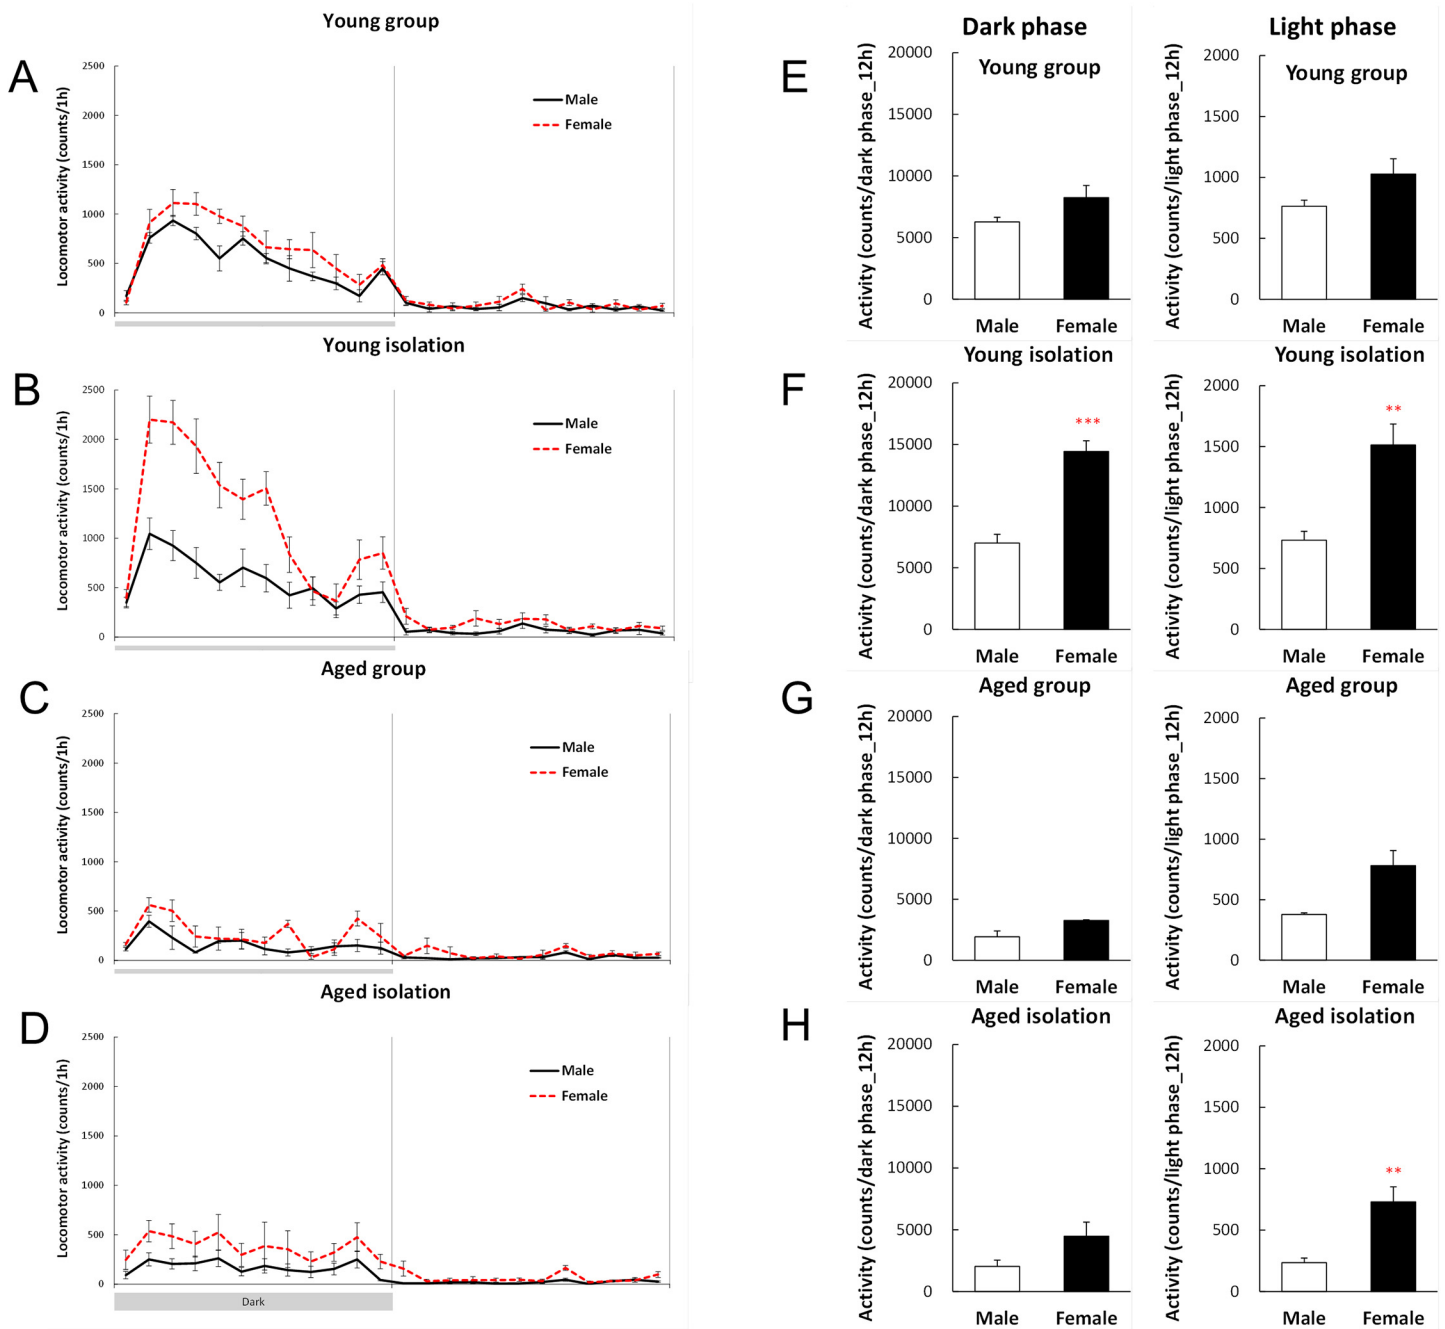 Young group
A
Locomotor activity (counts/1h)
2500
2000
1500
1000
500
0
Male
Female
Young isolation
B
Locomotor activity (counts/1h)
2500
2000
1500
1000
500
0
Male
Female
Aged group
C
Locomotor activity (counts/1h)
2500
2000
1500
1000
500
0
Male
Female
Aged isolation
D
Locomotor activity (counts/1h)
2500
2000
1500
1000
500
0
Male
Female
Dark
Dark phase
E
Activity (counts/dark phase_12h)
20000
15000
10000
5000
0
Young group
Male Female
Light phase
Activity (counts/light phase_12h)
2000
1500
1000
500
0
Young group
Male Female
Young isolation
F
Activity (counts/dark phase_12h)
20000
15000
10000
5000
0
***
Male Female
Young isolation
Activity (counts/light phase_12h)
2000
1500
1000
500
0
**
Male Female
Aged group
G
Activity (counts/dark phase_12h)
20000
15000
10000
5000
0
Male Female
Aged group
Activity (counts/light phase_12h)
2000
1500
1000
500
0
Male Female
Aged isolation
H
Activity (counts/dark phase_12h)
20000
15000
10000
5000
0
Male Female
Aged isolation
Activity (counts/light phase_12h)
2000
1500
1000
500
0
**
Male Female